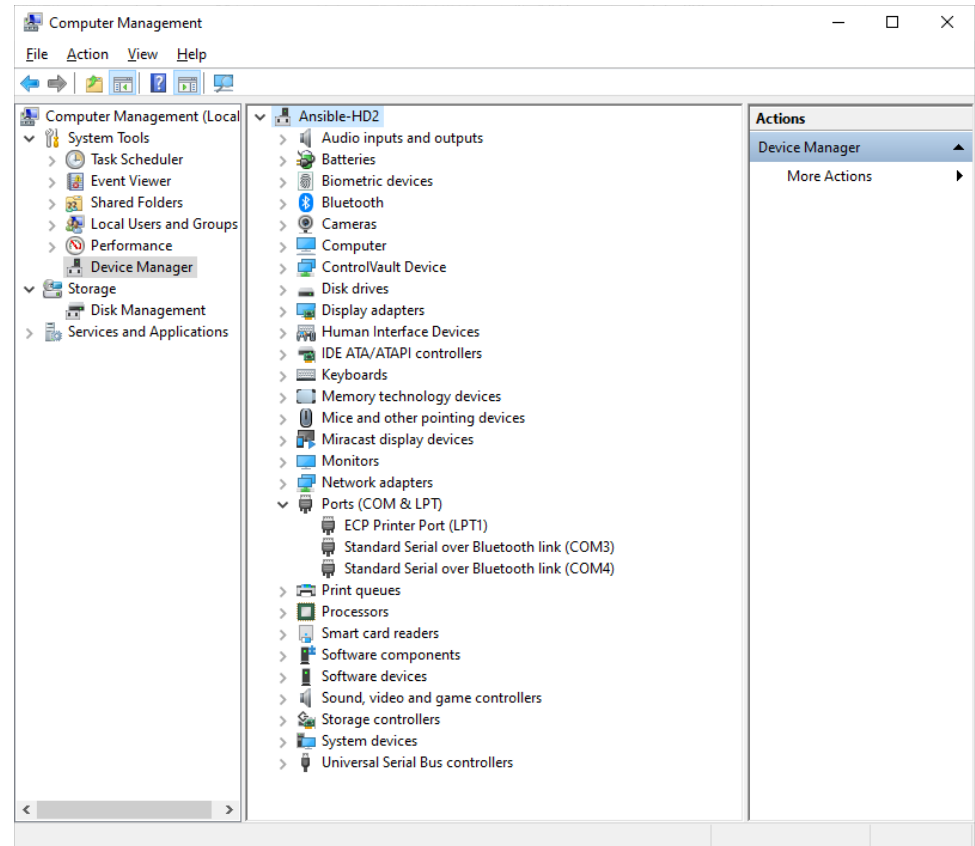 Computer Management
File Action View Help
Computer Management (Local
System Tools
Task Scheduler
Event Viewer
Shared Folders
Local Users and Groups
Performance
Device Manager
Storage
Disk Management
Services and Applications
Ansible-HD2
Audio inputs and outputs
Batteries
Biometric devices
Bluetooth
Cameras
Computer
ControlVault Device
Disk drives
Display adapters
Human Interface Devices
IDE ATA/ATAPI controllers
Keyboards
Memory technology devices
Mice and other pointing devices
Miracast display devices
Monitors
Network adapters
Ports (COM & LPT)
ECP Printer Port (LPT1)
Standard Serial over Bluetooth link (COM3)
Standard Serial over Bluetooth link (COM4)
Print queues
Processors
Smart card readers
Software components
Software devices
Sound, video and game controllers
Storage controllers
System devices
Universal Serial Bus controllers
Actions
Device Manager
More Actions